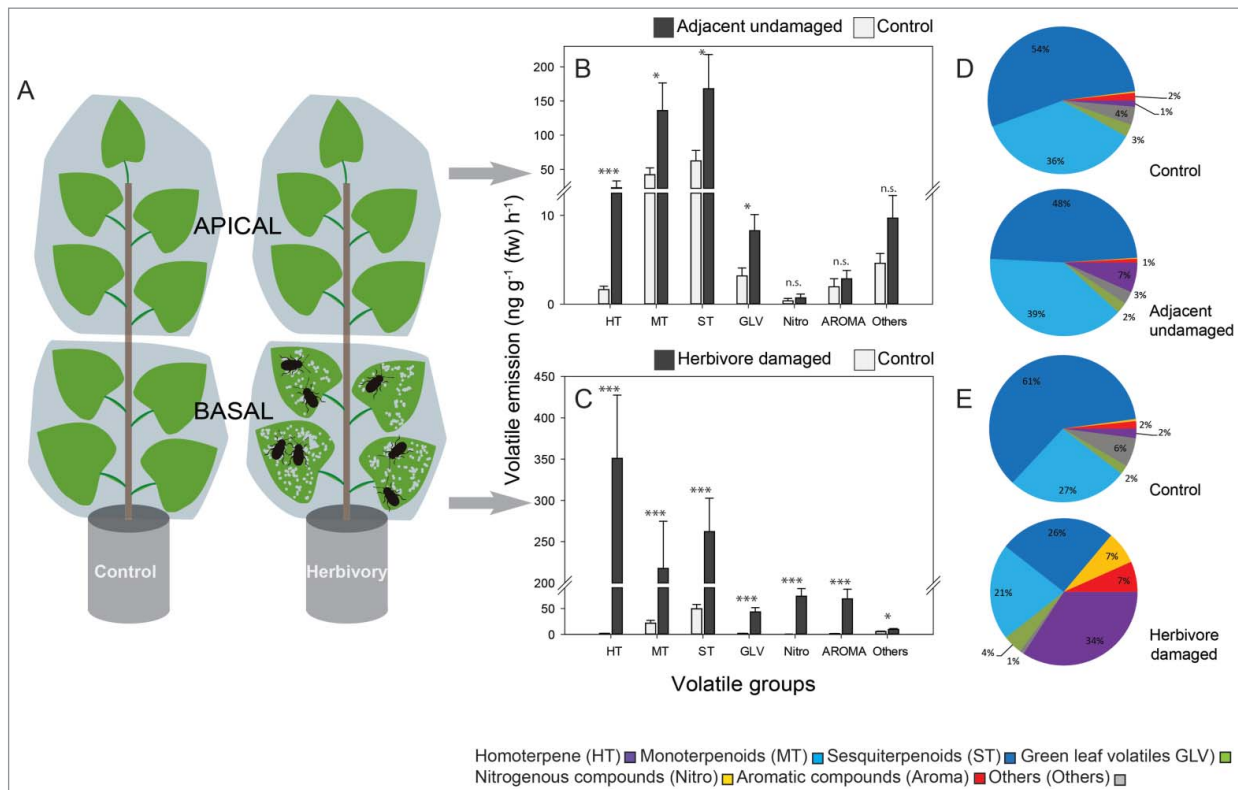 A
APICAL
BASAL
Control
Herbivory
Volatile emission (ng g⁻¹ (fw) h⁻¹)
Adjacent undamaged Control
B
200
150
100
50
10
0
***
*
*
*
n.s.
n.s.
n.s.
HT MT ST GLV Nitro AROMA Others
Herbivore damaged Control
C
450
400
350
300
250
200
50
0
***
***
***
***
***
***
*
HT MT ST GLV Nitro AROMA Others
Volatile groups
D
54%
2%
1%
4%
3%
36%
Control
48%
1%
7%
3%
2%
39%
Adjacent
undamaged
E
61%
2%
2%
6%
2%
27%
Control
26%
7%
7%
34%
1%
4%
21%
Herbivore
damaged
Homoterpene (HT) Monoterpenoids (MT) Sesquiterpenoids (ST) Green leaf volatiles GLV)
Nitrogenous compounds (Nitro) Aromatic compounds (Aroma) Others (Others)